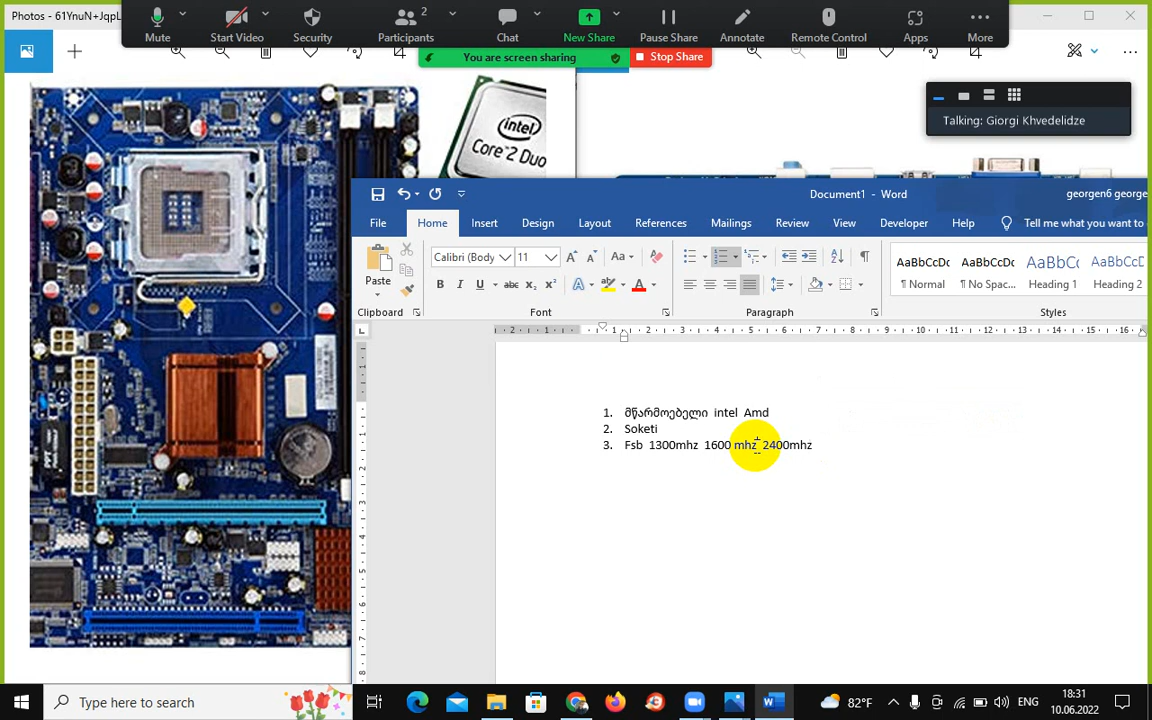 Photos - 61YnuN+JqpL
Mute
Start Video
Security
2
Participants
Chat
New Share
Pause Share
Annotate
Remote Control
Apps
More
You are screen sharing
Stop Share
Talking: Giorgi Khvedelidze
intel
Core™2 Duo
Document1 - Word
georgen6 george
File
Home
Insert
Design
Layout
References
Mailings
Review
View
Developer
Help
Tell me what you want to
Paste
Calibri (Body
11
Clipboard
Font
Paragraph
Styles
AaBbCcDc
¶ Normal
AaBbCcDc
¶ No Spac...
AaBbCc
Heading 1
AaBbCcD
Heading 2
1. მწარმოებელი intel Amd
2. Soketi
3. Fsb 1300mhz 1600 mhz 2400mhz
Type here to search
82°F
ENG
18:31
10.06.2022